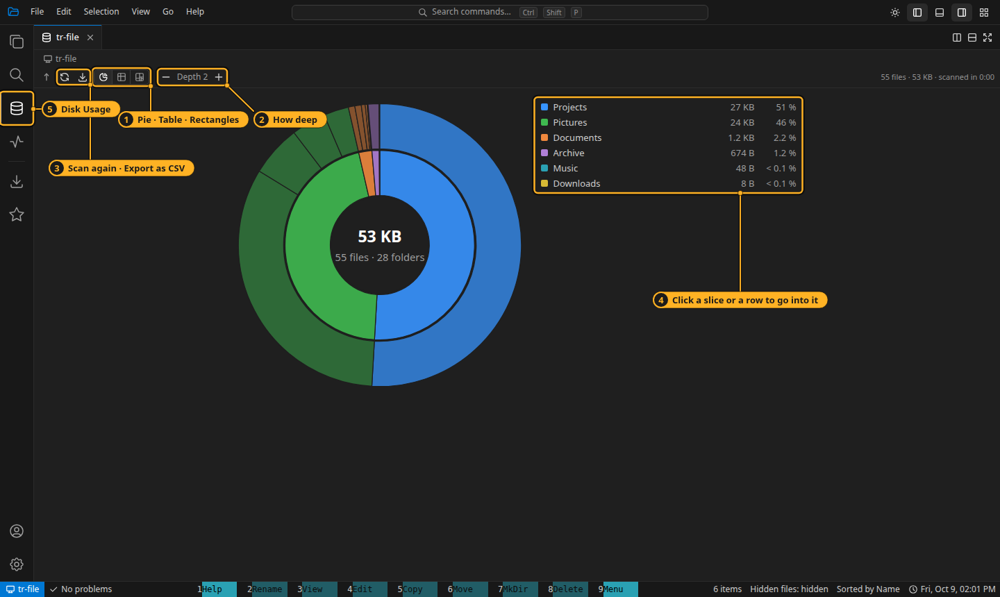 File Edit Selection View Go Help Search commands... Ctrl Shift P
tr-file
tr-file
Depth 2 55 files · 53 KB · scanned in 0:00
5 Disk Usage
1 Pie · Table · Rectangles
2 How deep
3 Scan again · Export as CSV
Projects 27 KB 51 %
Pictures 24 KB 46 %
Documents 1.2 KB 2.2 %
Archive 674 B 1.2 %
Music 48 B < 0.1 %
Downloads 8 B < 0.1 %
53 KB
55 files · 28 folders
4 Click a slice or a row to go into it
tr-file No problems 1Help 2Rename 3View 4Edit 5Copy 6Move 7MkDir 8Delete 9Menu 6 items Hidden files: hidden Sorted by Name Fri, Oct 9, 02:01 PM